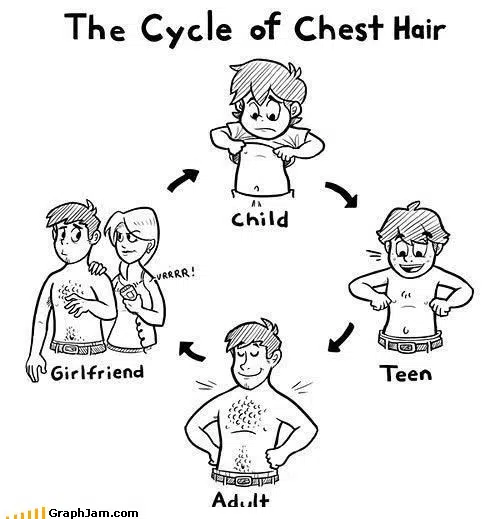 The Cycle of Chest Hair
Child
Teen
Adult
Girlfriend
VRRRR!
GraphJam.com